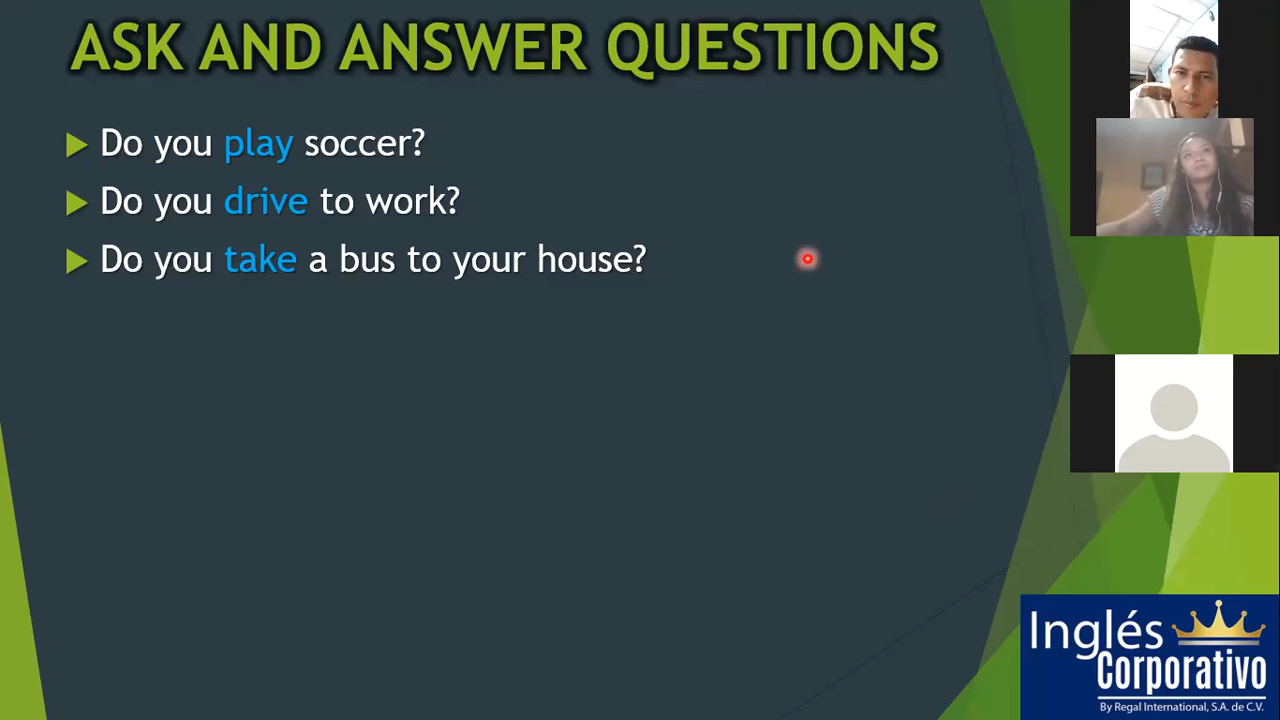 ASK AND ANSWER QUESTIONS
Do you play soccer?
Do you drive to work?
Do you take a bus to your house?
Inglés
Corporativo
By Regal International, S.A. de C.V.